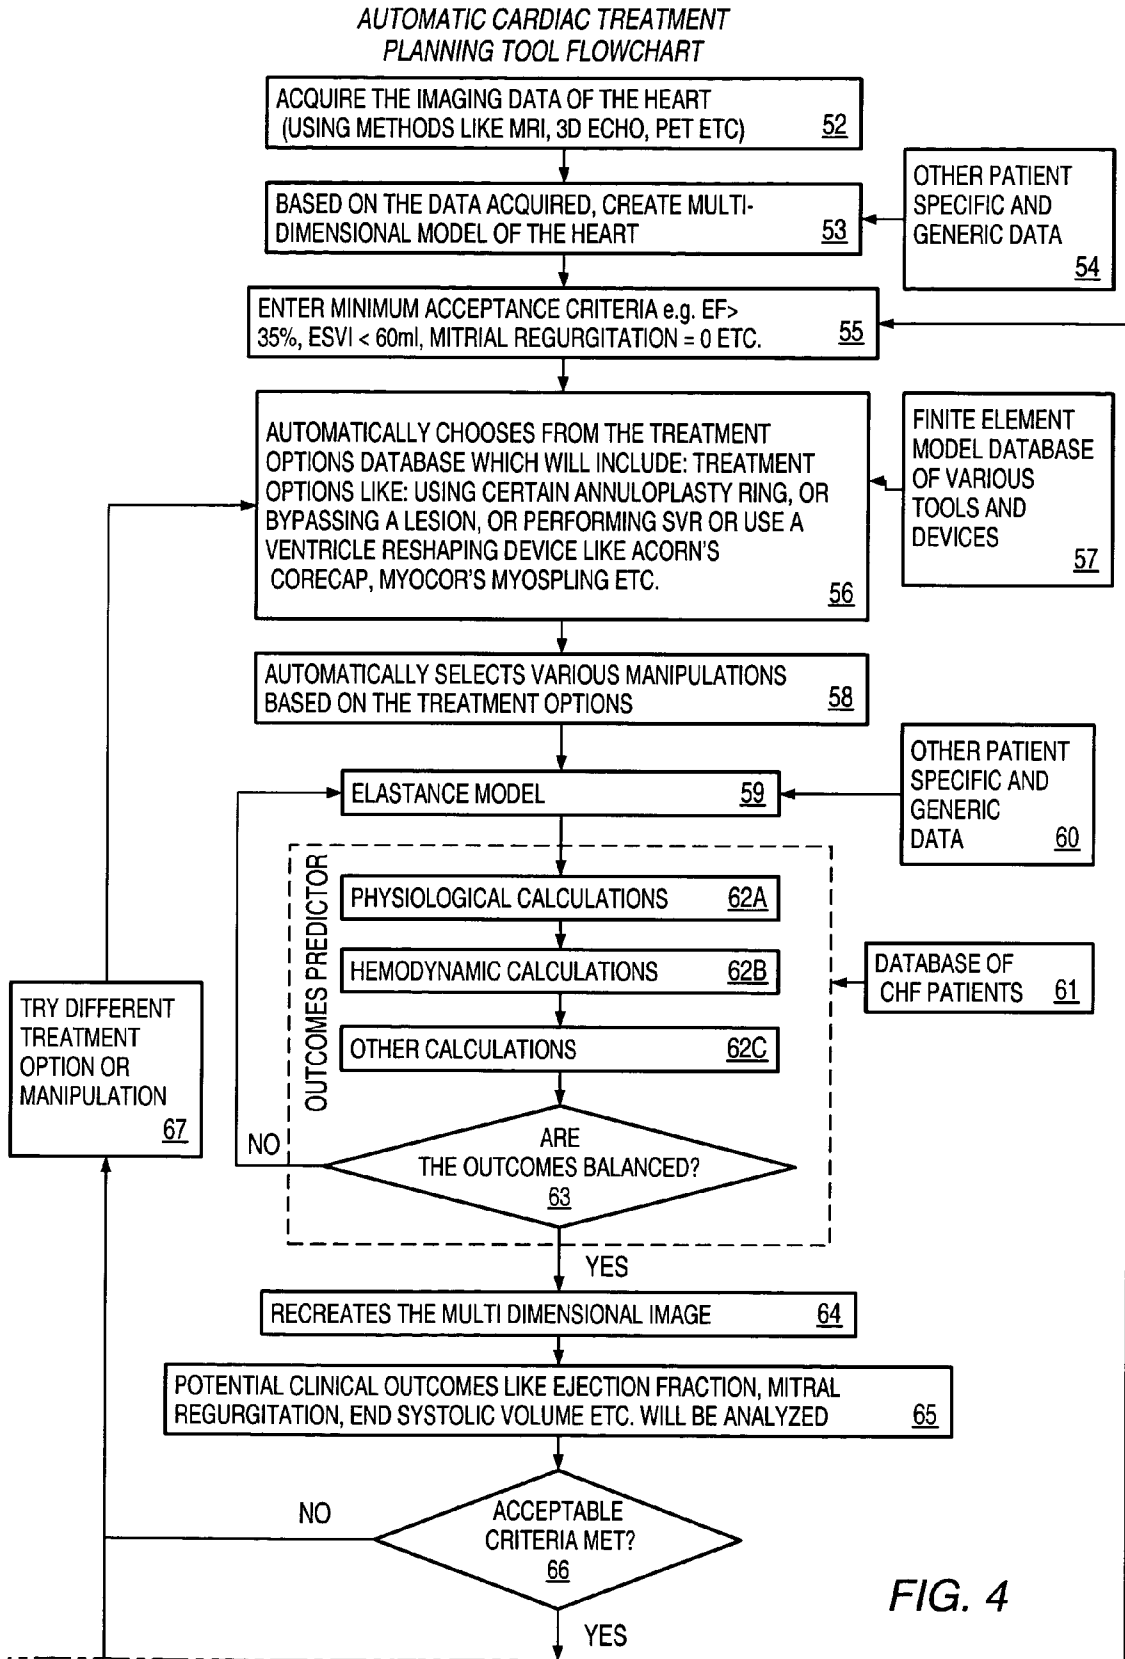 AUTOMATIC CARDIAC TREATMENT
PLANNING TOOL FLOWCHART
ACQUIRE THE IMAGING DATA OF THE HEART
(USING METHODS LIKE MRI, 3D ECHO, PET ETC)
52
BASED ON THE DATA ACQUIRED, CREATE MULTI-
DIMENSIONAL MODEL OF THE HEART
53
OTHER PATIENT
SPECIFIC AND
GENERIC DATA
54
ENTER MINIMUM ACCEPTANCE CRITERIA e.g. EF>
35%, ESVI < 60ml, MITRIAL REGURGITATION = 0 ETC.
55
AUTOMATICALLY CHOOSES FROM THE TREATMENT
OPTIONS DATABASE WHICH WILL INCLUDE: TREATMENT
OPTIONS LIKE: USING CERTAIN ANNULOPLASTY RING, OR
BYPASSING A LESION, OR PERFORMING SVR OR USE A
VENTRICLE RESHAPING DEVICE LIKE ACORN'S
CORECAP, MYOCOR'S MYOSPLING ETC.
56
FINITE ELEMENT
MODEL DATABASE
OF VARIOUS
TOOLS AND
DEVICES
57
AUTOMATICALLY SELECTS VARIOUS MANIPULATIONS
BASED ON THE TREATMENT OPTIONS
58
ELASTANCE MODEL
59
OTHER PATIENT
SPECIFIC AND
GENERIC
DATA
60
OUTCOMES PREDICTOR
PHYSIOLOGICAL CALCULATIONS
62A
HEMODYNAMIC CALCULATIONS
62B
OTHER CALCULATIONS
62C
DATABASE OF
CHF PATIENTS
61
TRY DIFFERENT
TREATMENT
OPTION OR
MANIPULATION
67
ARE
THE OUTCOMES BALANCED?
63
NO
YES
RECREATES THE MULTI DIMENSIONAL IMAGE
64
POTENTIAL CLINICAL OUTCOMES LIKE EJECTION FRACTION, MITRAL
REGURGITATION, END SYSTOLIC VOLUME ETC. WILL BE ANALYZED
65
NO
ACCEPTABLE
CRITERIA MET?
66
YES
FIG. 4